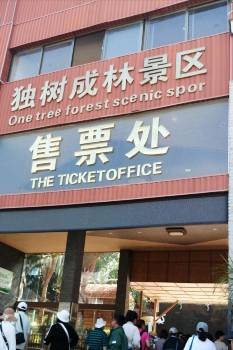 独树成林景区
One tree forest scenic spor
售票处
THE TICKETOFFICE